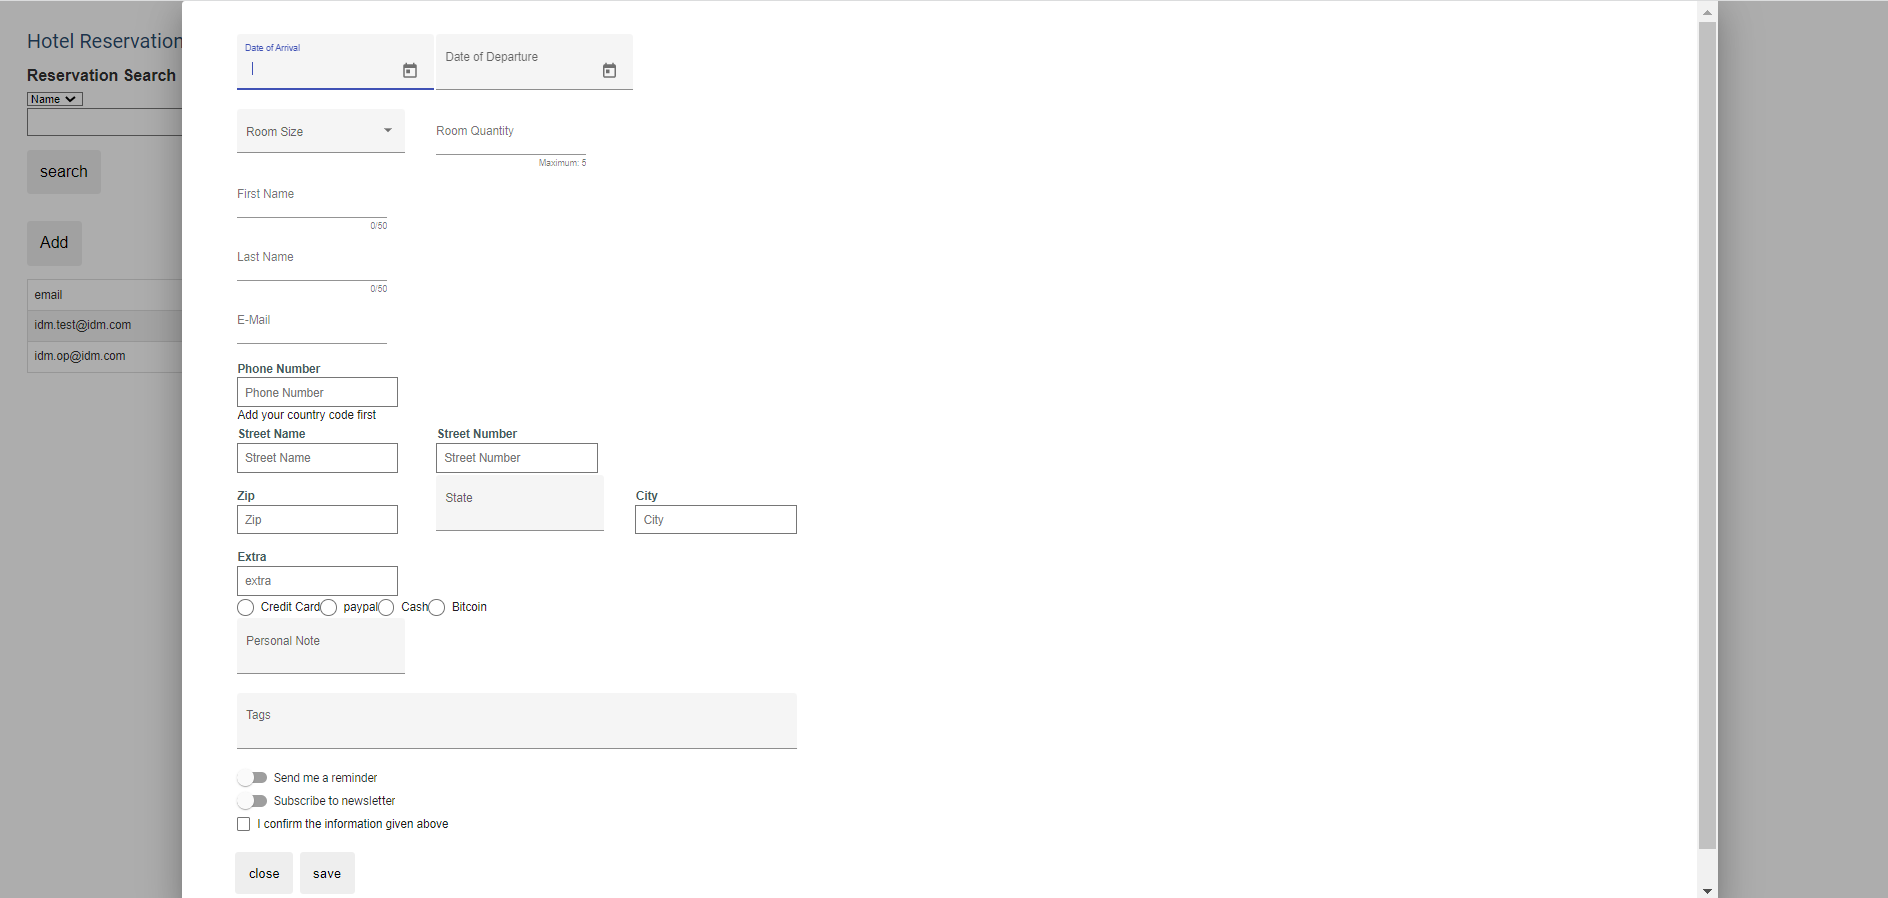 Hotel Reservation
Reservation Search
Name
search
Add
email
idm.test@idm.com
idm.op@idm.com
Date of Arrival
Date of Departure
Room Size
Room Quantity
Maximum: 5
First Name
0/50
Last Name
0/50
E-Mail
Phone Number
Phone Number
Add your country code first
Street Name
Street Number
Street Name
Street Number
Zip
State
City
Zip
City
Extra
extra
Credit Card paypal Cash Bitcoin
Personal Note
Tags
Send me a reminder
Subscribe to newsletter
I confirm the information given above
close
save